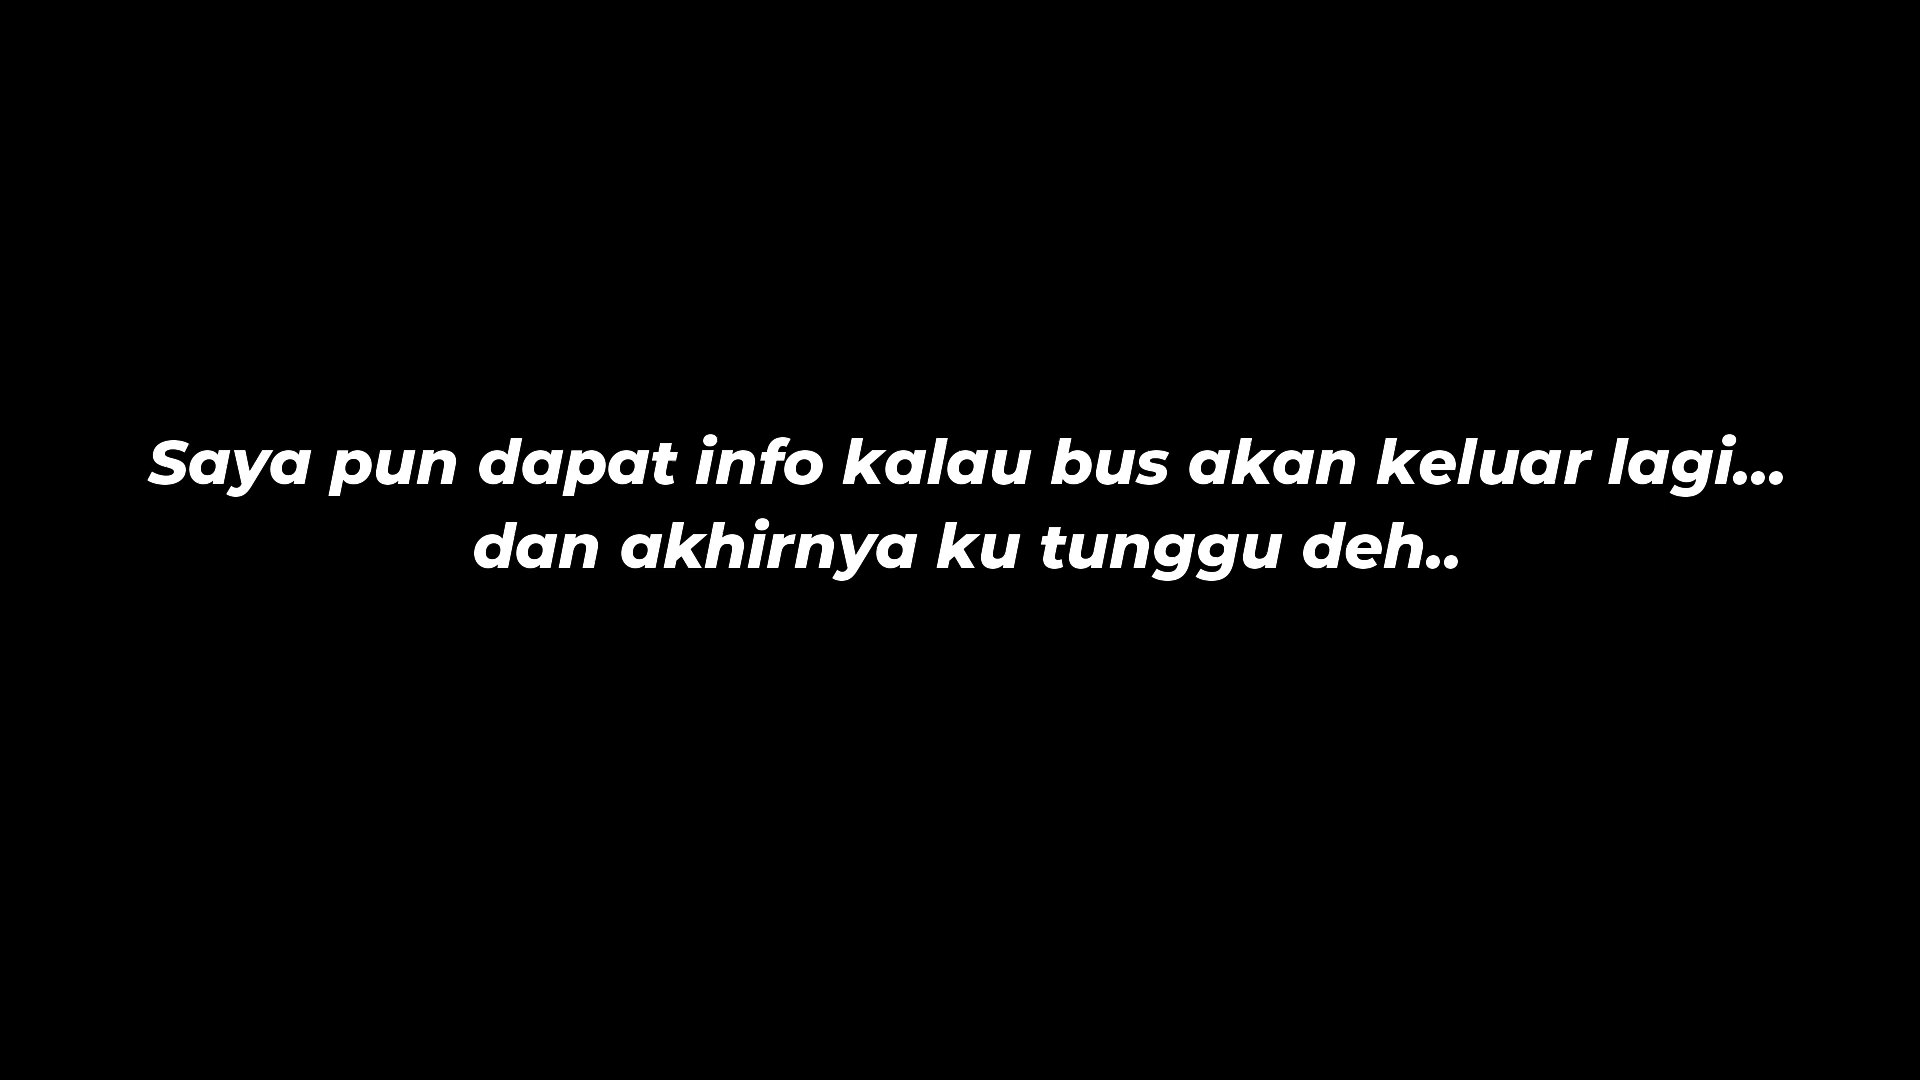 Saya pun dapat info kalau bus akan keluar lagi...
dan akhirnya ku tunggu deh..